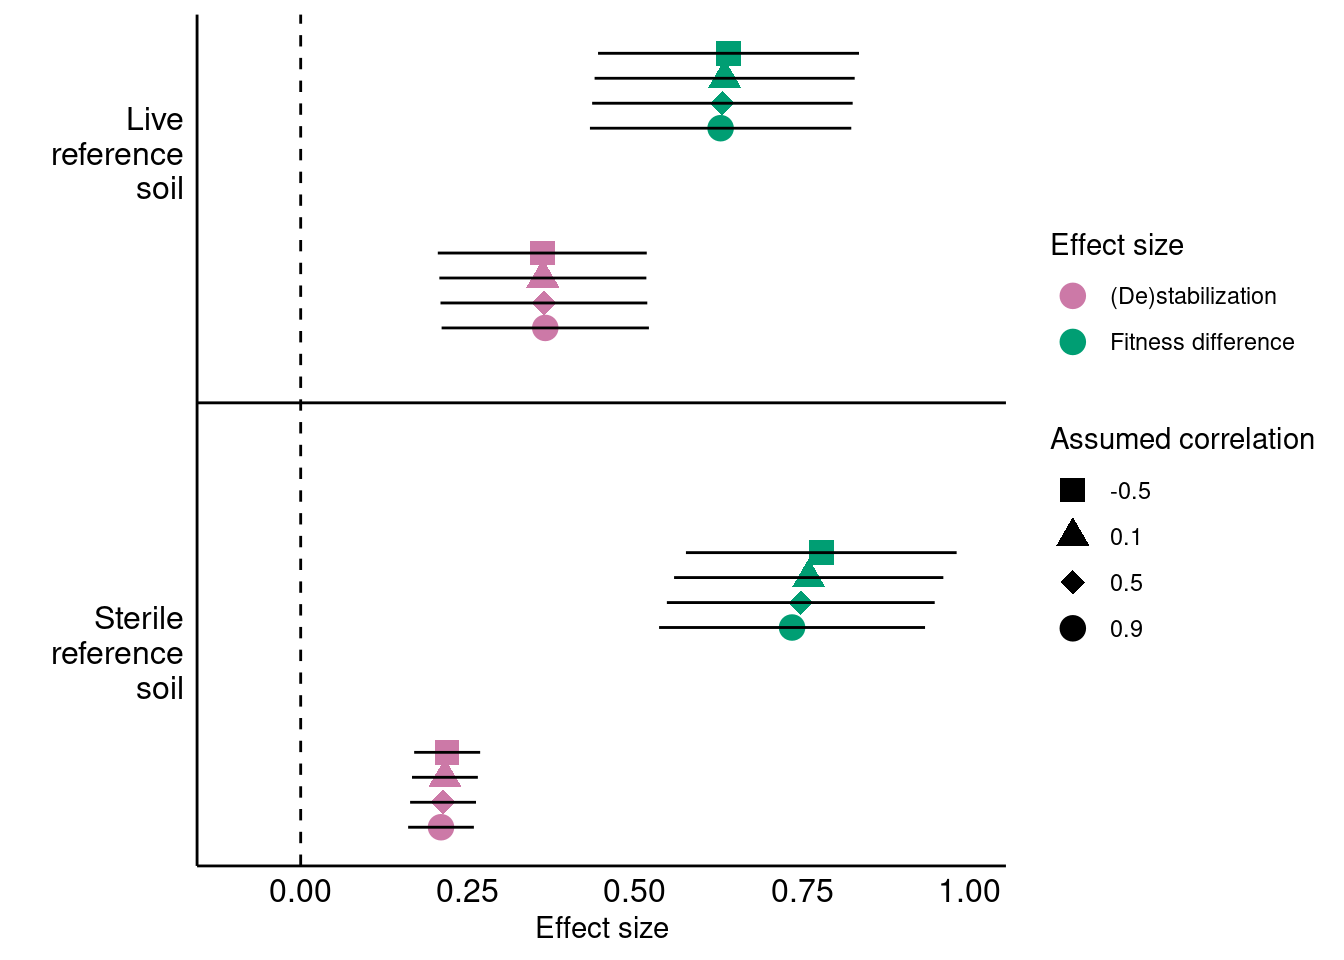 Live
reference
soil
Sterile
reference
soil
0.00 0.25 0.50 0.75 1.00
Effect size
Effect size
(De)stabilization
Fitness difference
Assumed correlation
-0.5
0.1
0.5
0.9